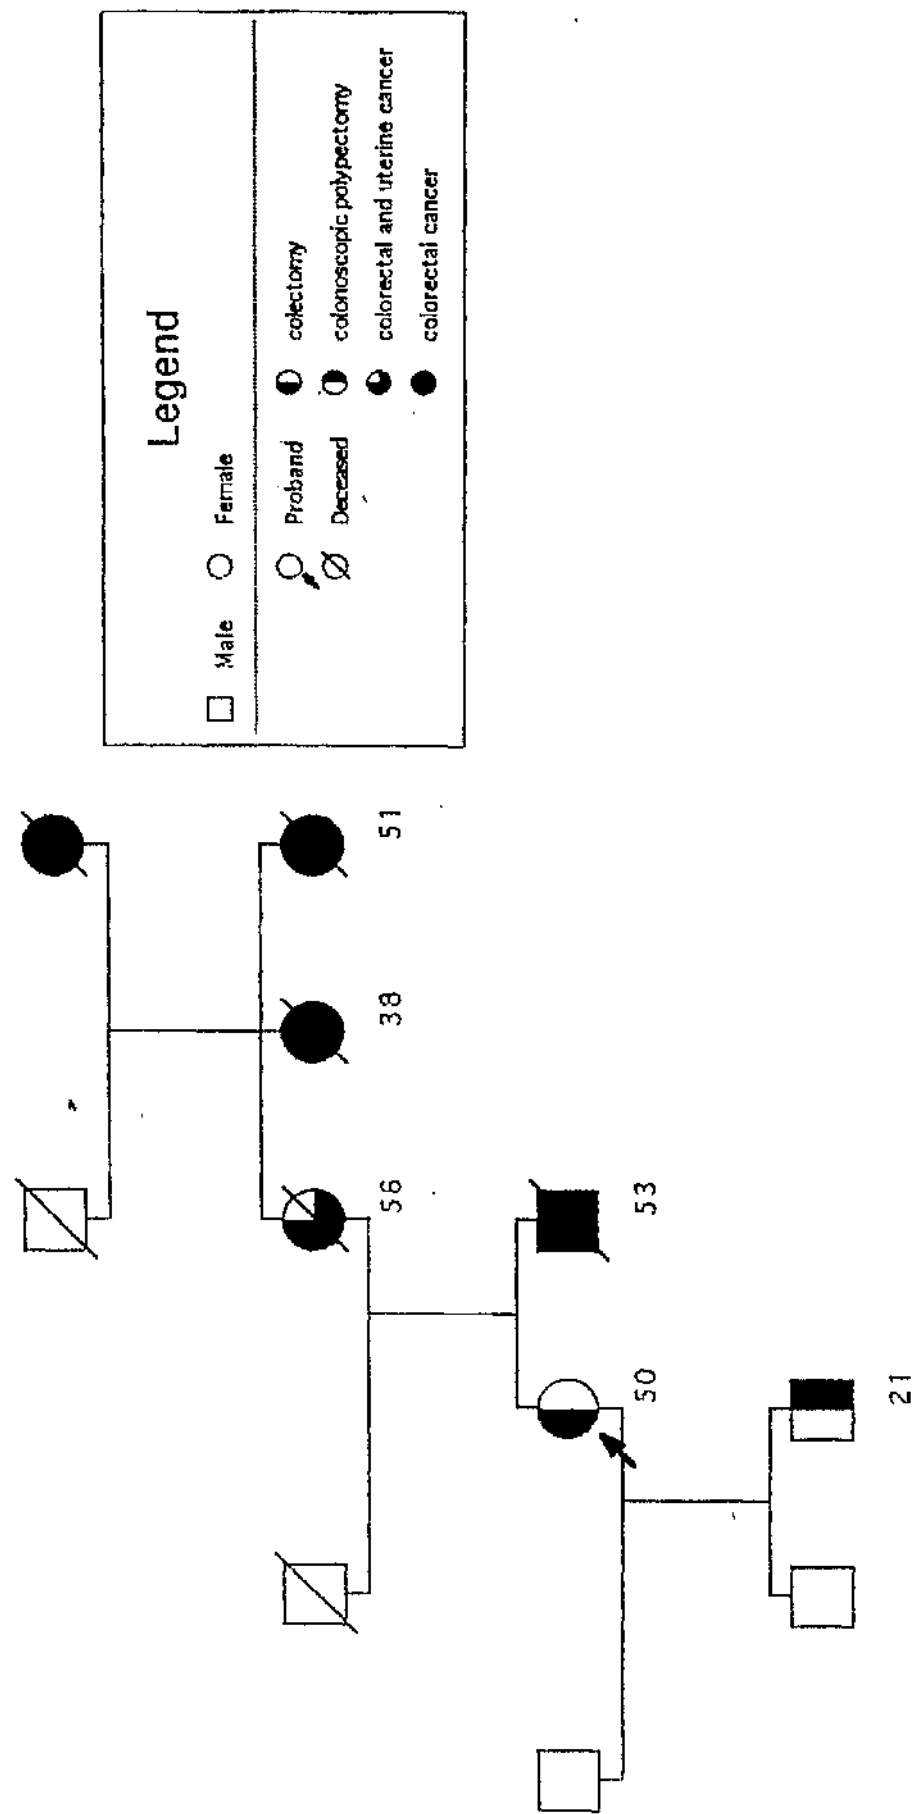 Legend
Male Female
Proband colectomy
Deceased colonoscopic polypectomy
colorectal and uterine cancer
colorectal cancer
56 38 51
50 53
21